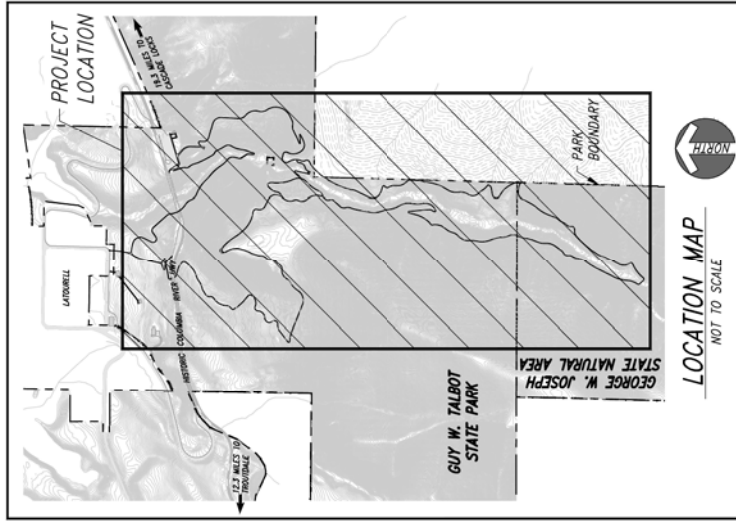 PROJECT
LOCATION
19.3 MILES TO
CASCADE LOCKS
LATOURELL
HISTORIC COLUMBIA RIVER HWY
12.3 MILES TO
TROUTDALE
PARK
BOUNDARY
GUY W. TALBOT
STATE PARK
GEORGE W. JOSEPH
STATE NATURAL AREA
NORTH
LOCATION MAP
NOT TO SCALE